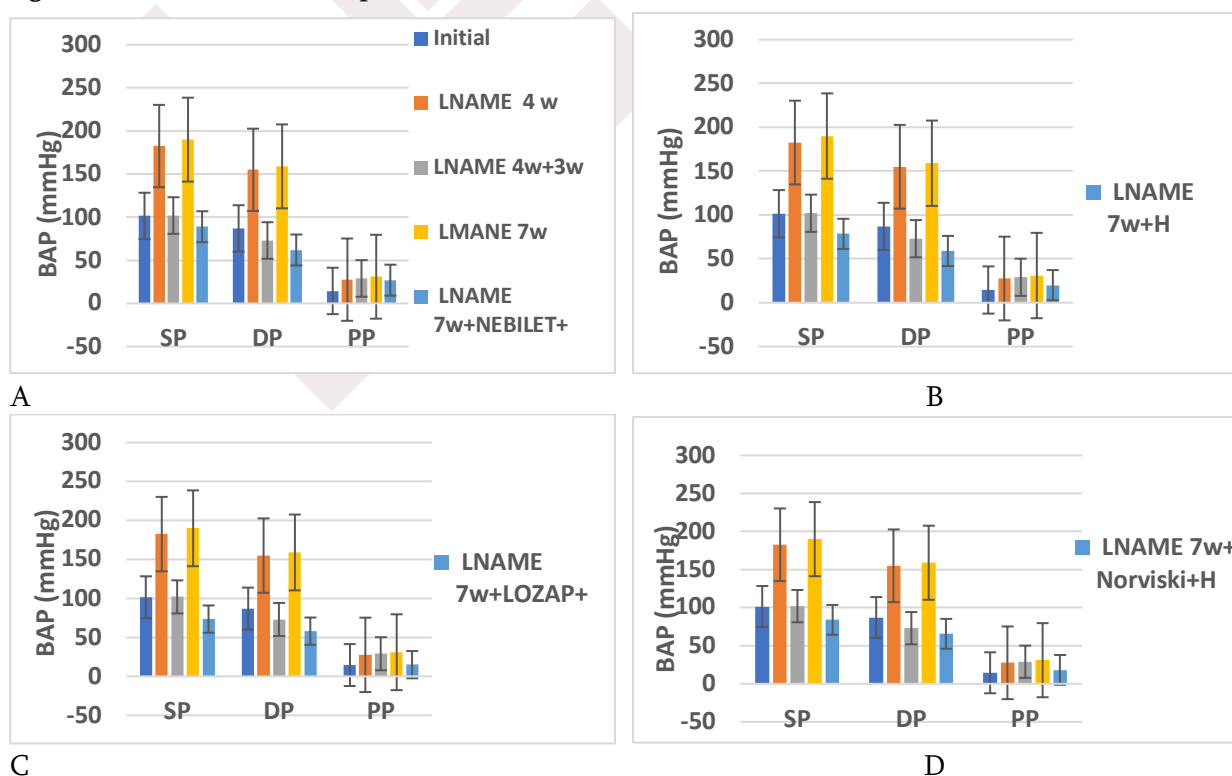 300
250
200
150
100
50
0
-50
BAP (mmHg)
SP DP PP
Initial
LNAME 4 w
LNAME 4w+3w
LMANE 7w
LNAME
7w+NEBILET+
A
300
250
200
150
100
50
0
-50
BAP (mmHg)
SP DP PP
LNAME
7w+H
B
300
250
200
150
100
50
0
-50
BAP (mmHg)
SP DP PP
LNAME
7w+LOZAP+
C
300
250
200
150
100
50
0
-50
BAP (mmHg)
SP DP PP
LNAME 7w+
Norviski+H
D